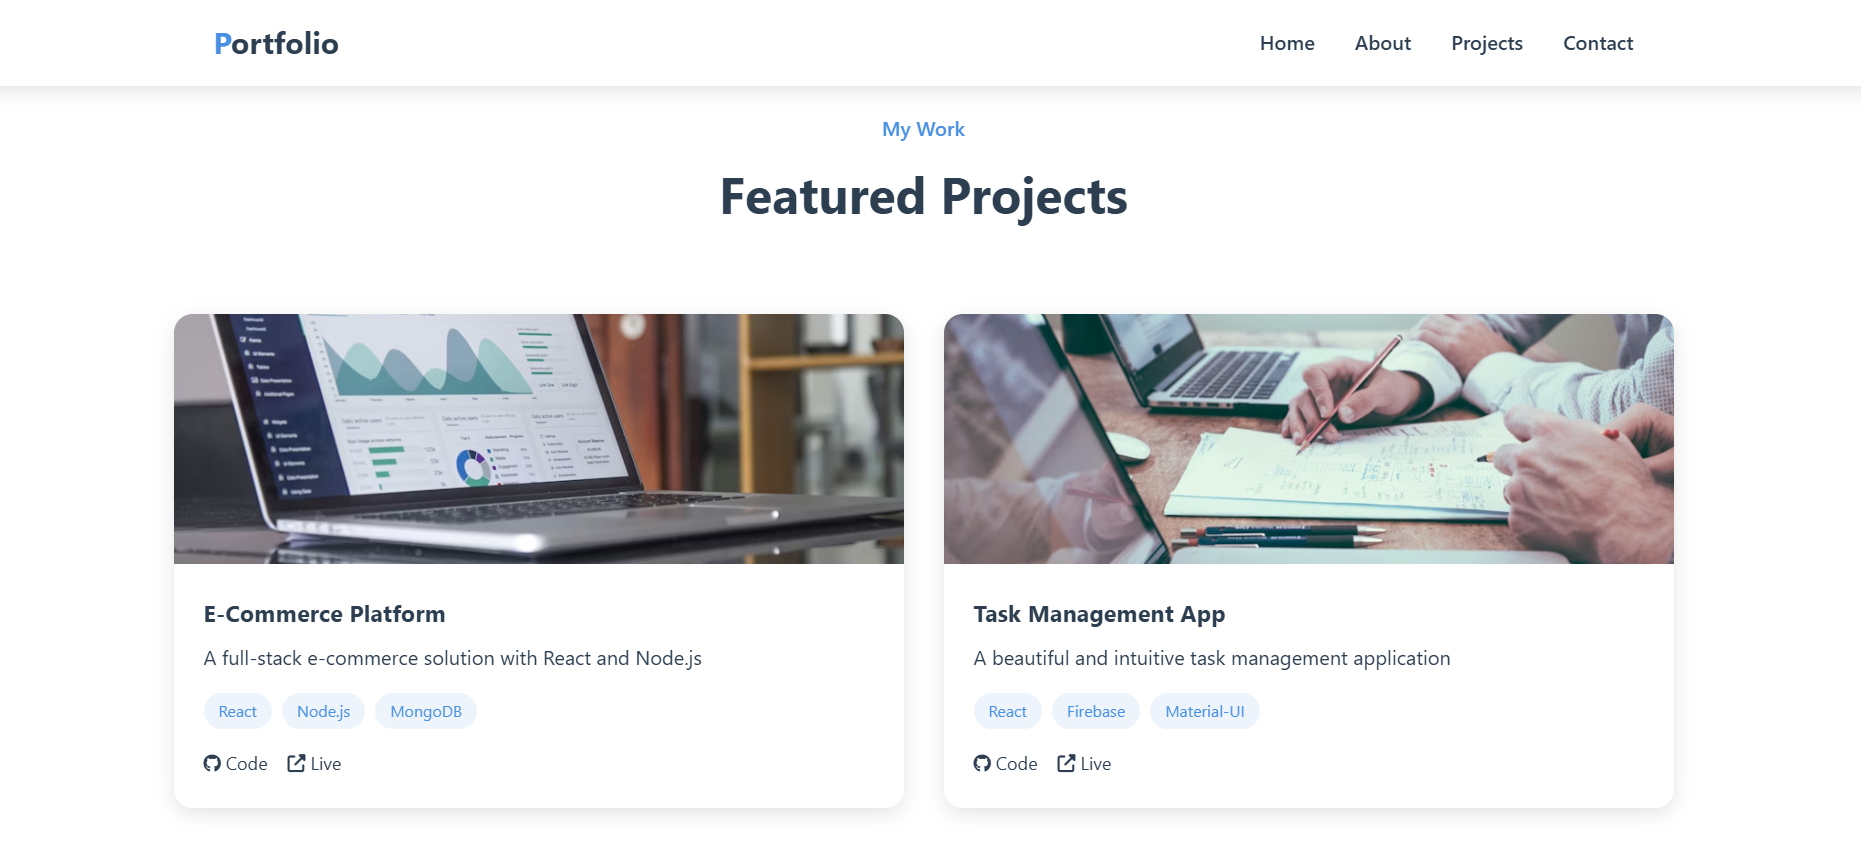 Portfolio
Home About Projects Contact
My Work
Featured Projects
E-Commerce Platform
A full-stack e-commerce solution with React and Node.js
React Node.js MongoDB
Code Live
Task Management App
A beautiful and intuitive task management application
React Firebase Material-UI
Code Live